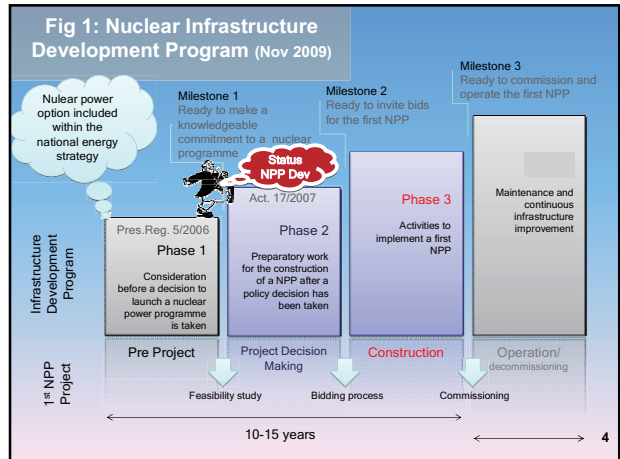 Fig 1: Nuclear Infrastructure
Development Program (Nov 2009)
Nulear power
option included
within the
national energy
strategy
Milestone 1
Ready to make a
knowledgeable
commitment to a nuclear
programme
Milestone 2
Ready to invite bids
for the first NPP
Milestone 3
Ready to commission and
operate the first NPP
Status
NPP Dev
Infrastructure
Development
Program
Pres.Reg. 5/2006
Phase 1
Consideration
before a decision to
launch a nuclear
power programme
is taken
Act. 17/2007
Phase 2
Preparatory work
for the construction
of a NPP after a
policy decision has
been taken
Phase 3
Activities to
implement a first
NPP
Maintenance and
continuous
infrastructure
improvement
1st NPP
Project
Pre Project
Project Decision
Making
Construction
Operation/
decommissioning
Feasibility study
Bidding process
Commissioning
10-15 years
4